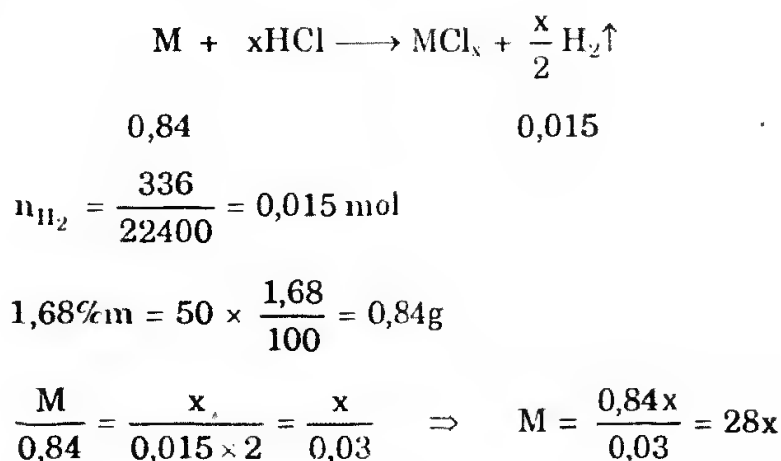 M + xHCl ⟶ MClₓ + x/2 H₂↑
0,84 0,015
n_H₂ = 336/22400 = 0,015 mol
1,68%m = 50 × 1,68/100 = 0,84g
M/0,84 = x/(0,015 × 2) = x/0,03 ⇒ M = 0,84x/0,03 = 28x